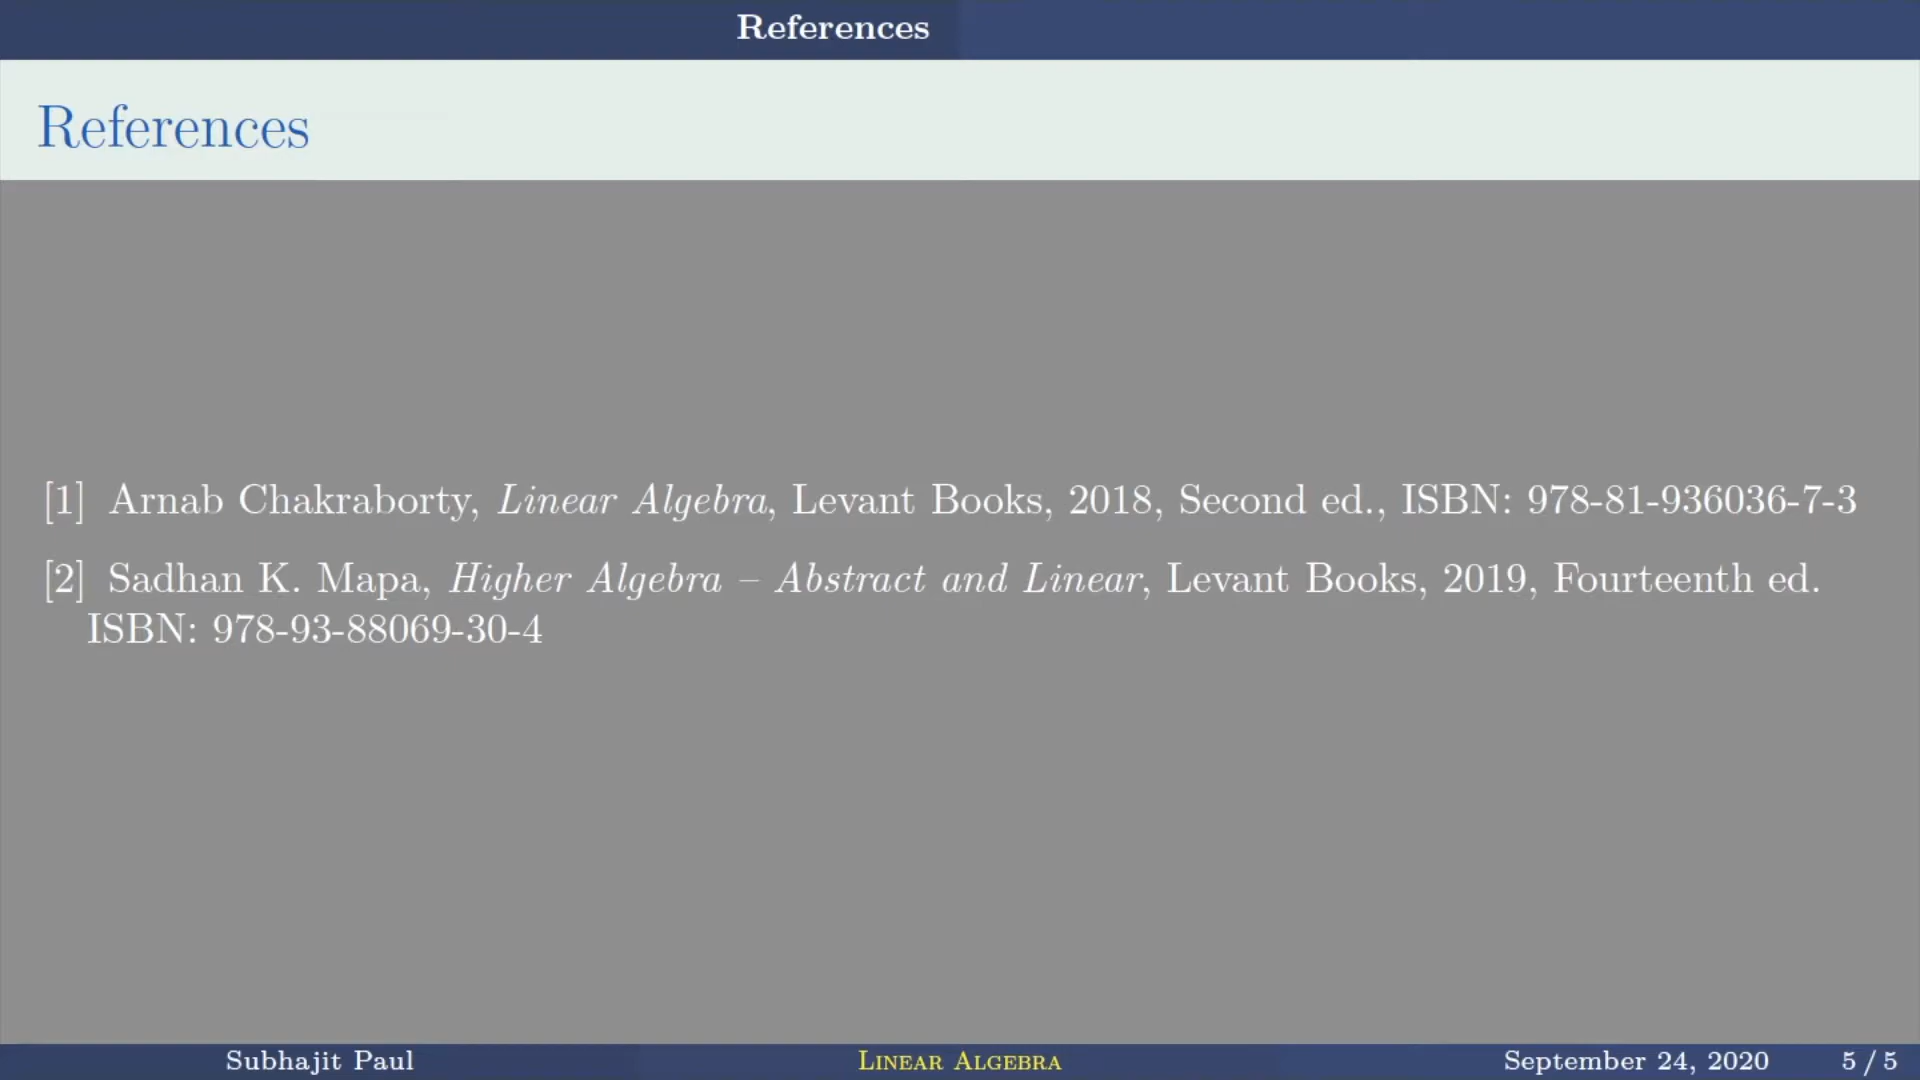 References
References
[1] Arnab Chakraborty, Linear Algebra, Levant Books, 2018, Second ed., ISBN: 978-81-936036-7-3
[2] Sadhan K. Mapa, Higher Algebra – Abstract and Linear, Levant Books, 2019, Fourteenth ed.
ISBN: 978-93-88069-30-4
Subhajit Paul LINEAR ALGEBRA September 24, 2020 5 / 5